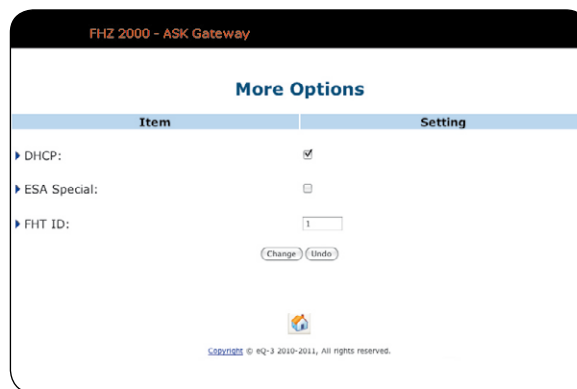 FHZ 2000 - ASK Gateway
More Options
Item Setting
DHCP:
ESA Special:
FHT ID: 1
Change Undo
Copyright © eQ-3 2010-2011, All rights reserved.